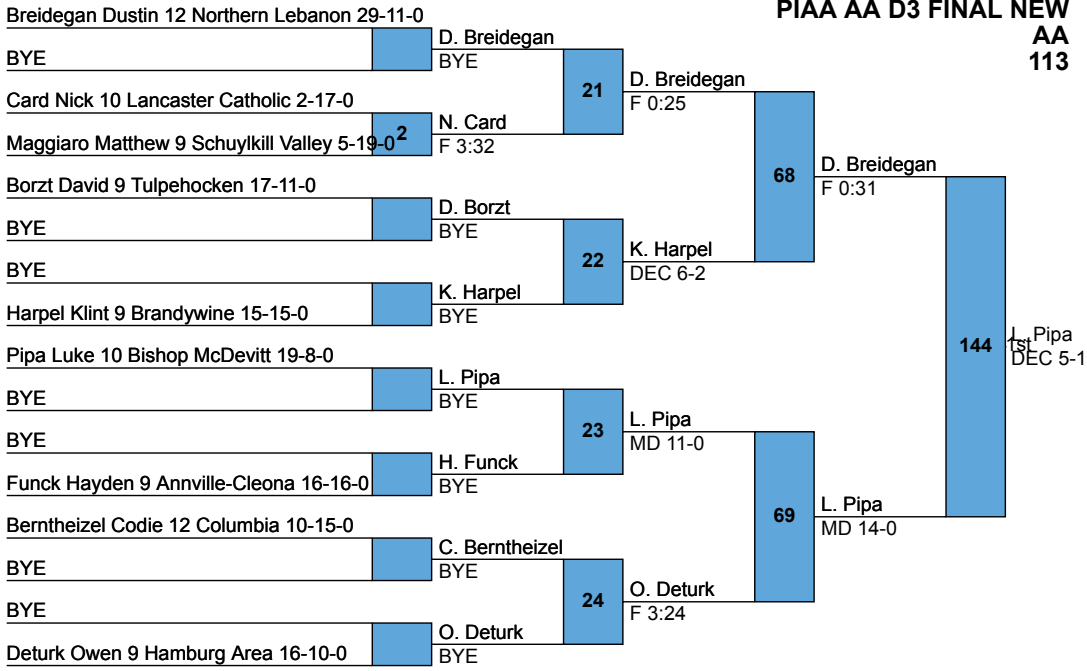 PIAA AA D3 FINAL NEW
AA
113
Breidegan Dustin 12 Northern Lebanon 29-11-0
BYE
Card Nick 10 Lancaster Catholic 2-17-0
Maggiaro Matthew 9 Schuylkill Valley 5-19-0
Borzt David 9 Tulpehocken 17-11-0
BYE
BYE
Harpel Klint 9 Brandywine 15-15-0
Pipa Luke 10 Bishop McDevitt 19-8-0
BYE
BYE
Funck Hayden 9 Annville-Cleona 16-16-0
Berntheizel Codie 12 Columbia 10-15-0
BYE
BYE
Deturk Owen 9 Hamburg Area 16-10-0
2
D. Breidegan
BYE
N. Card
F 3:32
D. Borzt
BYE
K. Harpel
BYE
L. Pipa
BYE
H. Funck
BYE
C. Berntheizel
BYE
O. Deturk
BYE
21
22
23
24
D. Breidegan
F 0:25
K. Harpel
DEC 6-2
L. Pipa
MD 11-0
O. Deturk
F 3:24
68
69
D. Breidegan
F 0:31
L. Pipa
MD 14-0
144
1st
L. Pipa
DEC 5-1